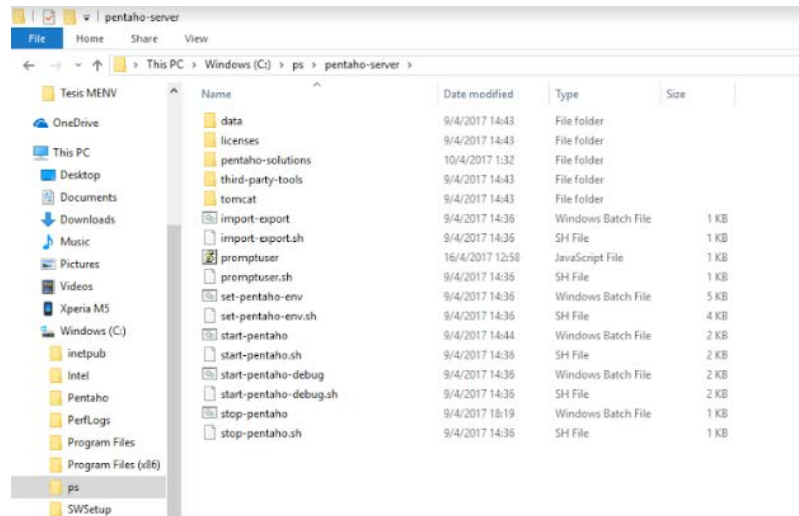 pentaho-server
File Home Share View
This PC > Windows (C:) > ps > pentaho-server >
Tesis MENV
OneDrive
This PC
Desktop
Documents
Downloads
Music
Pictures
Videos
Xperia M5
Windows (C:)
inetpub
Intel
Pentaho
PerfLogs
Program Files
Program Files (x86)
ps
SWSetup
Name Date modified Type Size
data 9/4/2017 14:43 File folder
licenses 9/4/2017 14:43 File folder
pentaho-solutions 10/4/2017 1:32 File folder
third-party-tools 9/4/2017 14:43 File folder
tomcat 9/4/2017 14:43 File folder
import-export 9/4/2017 14:36 Windows Batch File 1 KB
import-export.sh 9/4/2017 14:36 SH File 1 KB
promptuser 16/4/2017 12:58 JavaScript File 1 KB
promptuser.sh 9/4/2017 14:36 SH File 1 KB
set-pentaho-env 9/4/2017 14:36 Windows Batch File 5 KB
set-pentaho-env.sh 9/4/2017 14:36 SH File 4 KB
start-pentaho 9/4/2017 14:44 Windows Batch File 2 KB
start-pentaho.sh 9/4/2017 14:36 SH File 2 KB
start-pentaho-debug 9/4/2017 14:36 Windows Batch File 2 KB
start-pentaho-debug.sh 9/4/2017 14:36 SH File 2 KB
stop-pentaho 9/4/2017 18:19 Windows Batch File 1 KB
stop-pentaho.sh 9/4/2017 14:36 SH File 1 KB